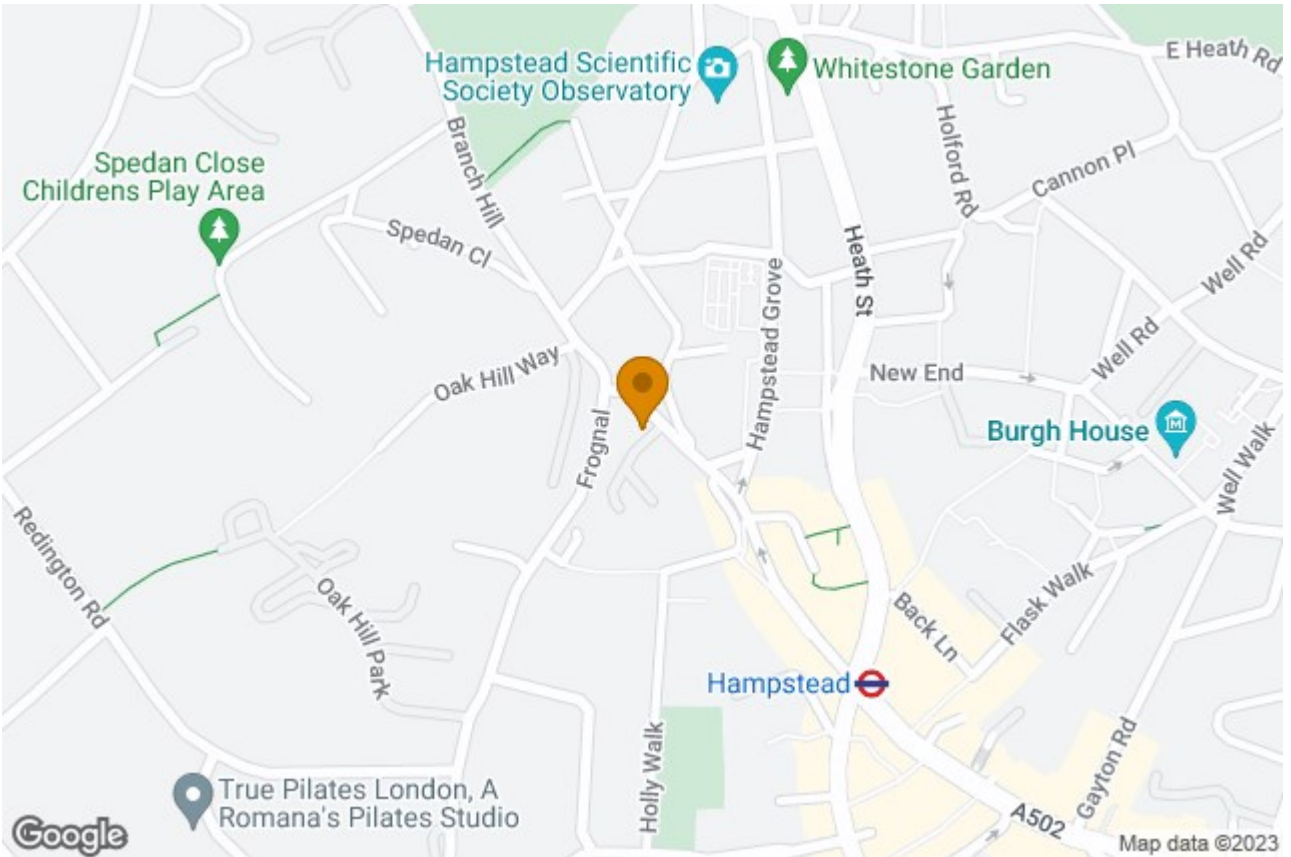 Hampstead Scientific
Society Observatory
Whitestone Garden
E Heath Rd
Spedan Close
Childrens Play Area
Branch Hill
Holford Rd
Cannon Pl
Spedan Cl
Heath St
Well Rd
Hampstead Grove
Oak Hill Way
New End
Well Rd
Frognal
Burgh House
M
Well Walk
Redington Rd
Oak Hill Park
Flask Walk
Back Ln
Hampstead
Holly Walk
Gayton Rd
True Pilates London, A
Romana's Pilates Studio
A502
Google
Map data ©2023